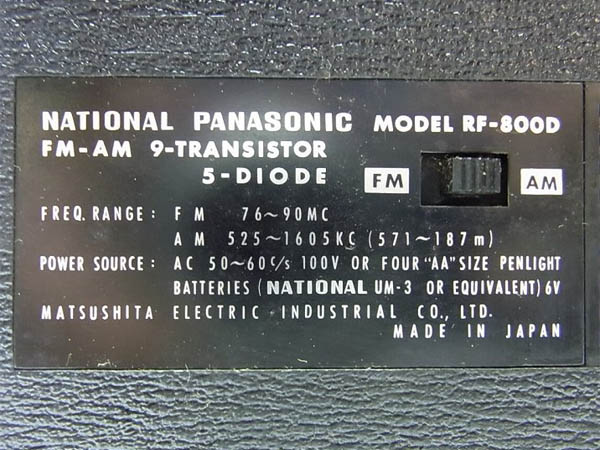 NATIONAL PANASONIC MODEL RF-800D
FM-AM 9-TRANSISTOR
5-DIODE
FM
AM
FREQ. RANGE : FM 76~90MC
AM 525~1605KC (571~187m)
POWER SOURCE : AC 50~60c/s 100V OR FOUR "AA" SIZE PENLIGHT
BATTERIES (NATIONAL UM-3 OR EQUIVALENT) 6V
MATSUSHITA ELECTRIC INDUSTRIAL CO., LTD.
MADE IN JAPAN